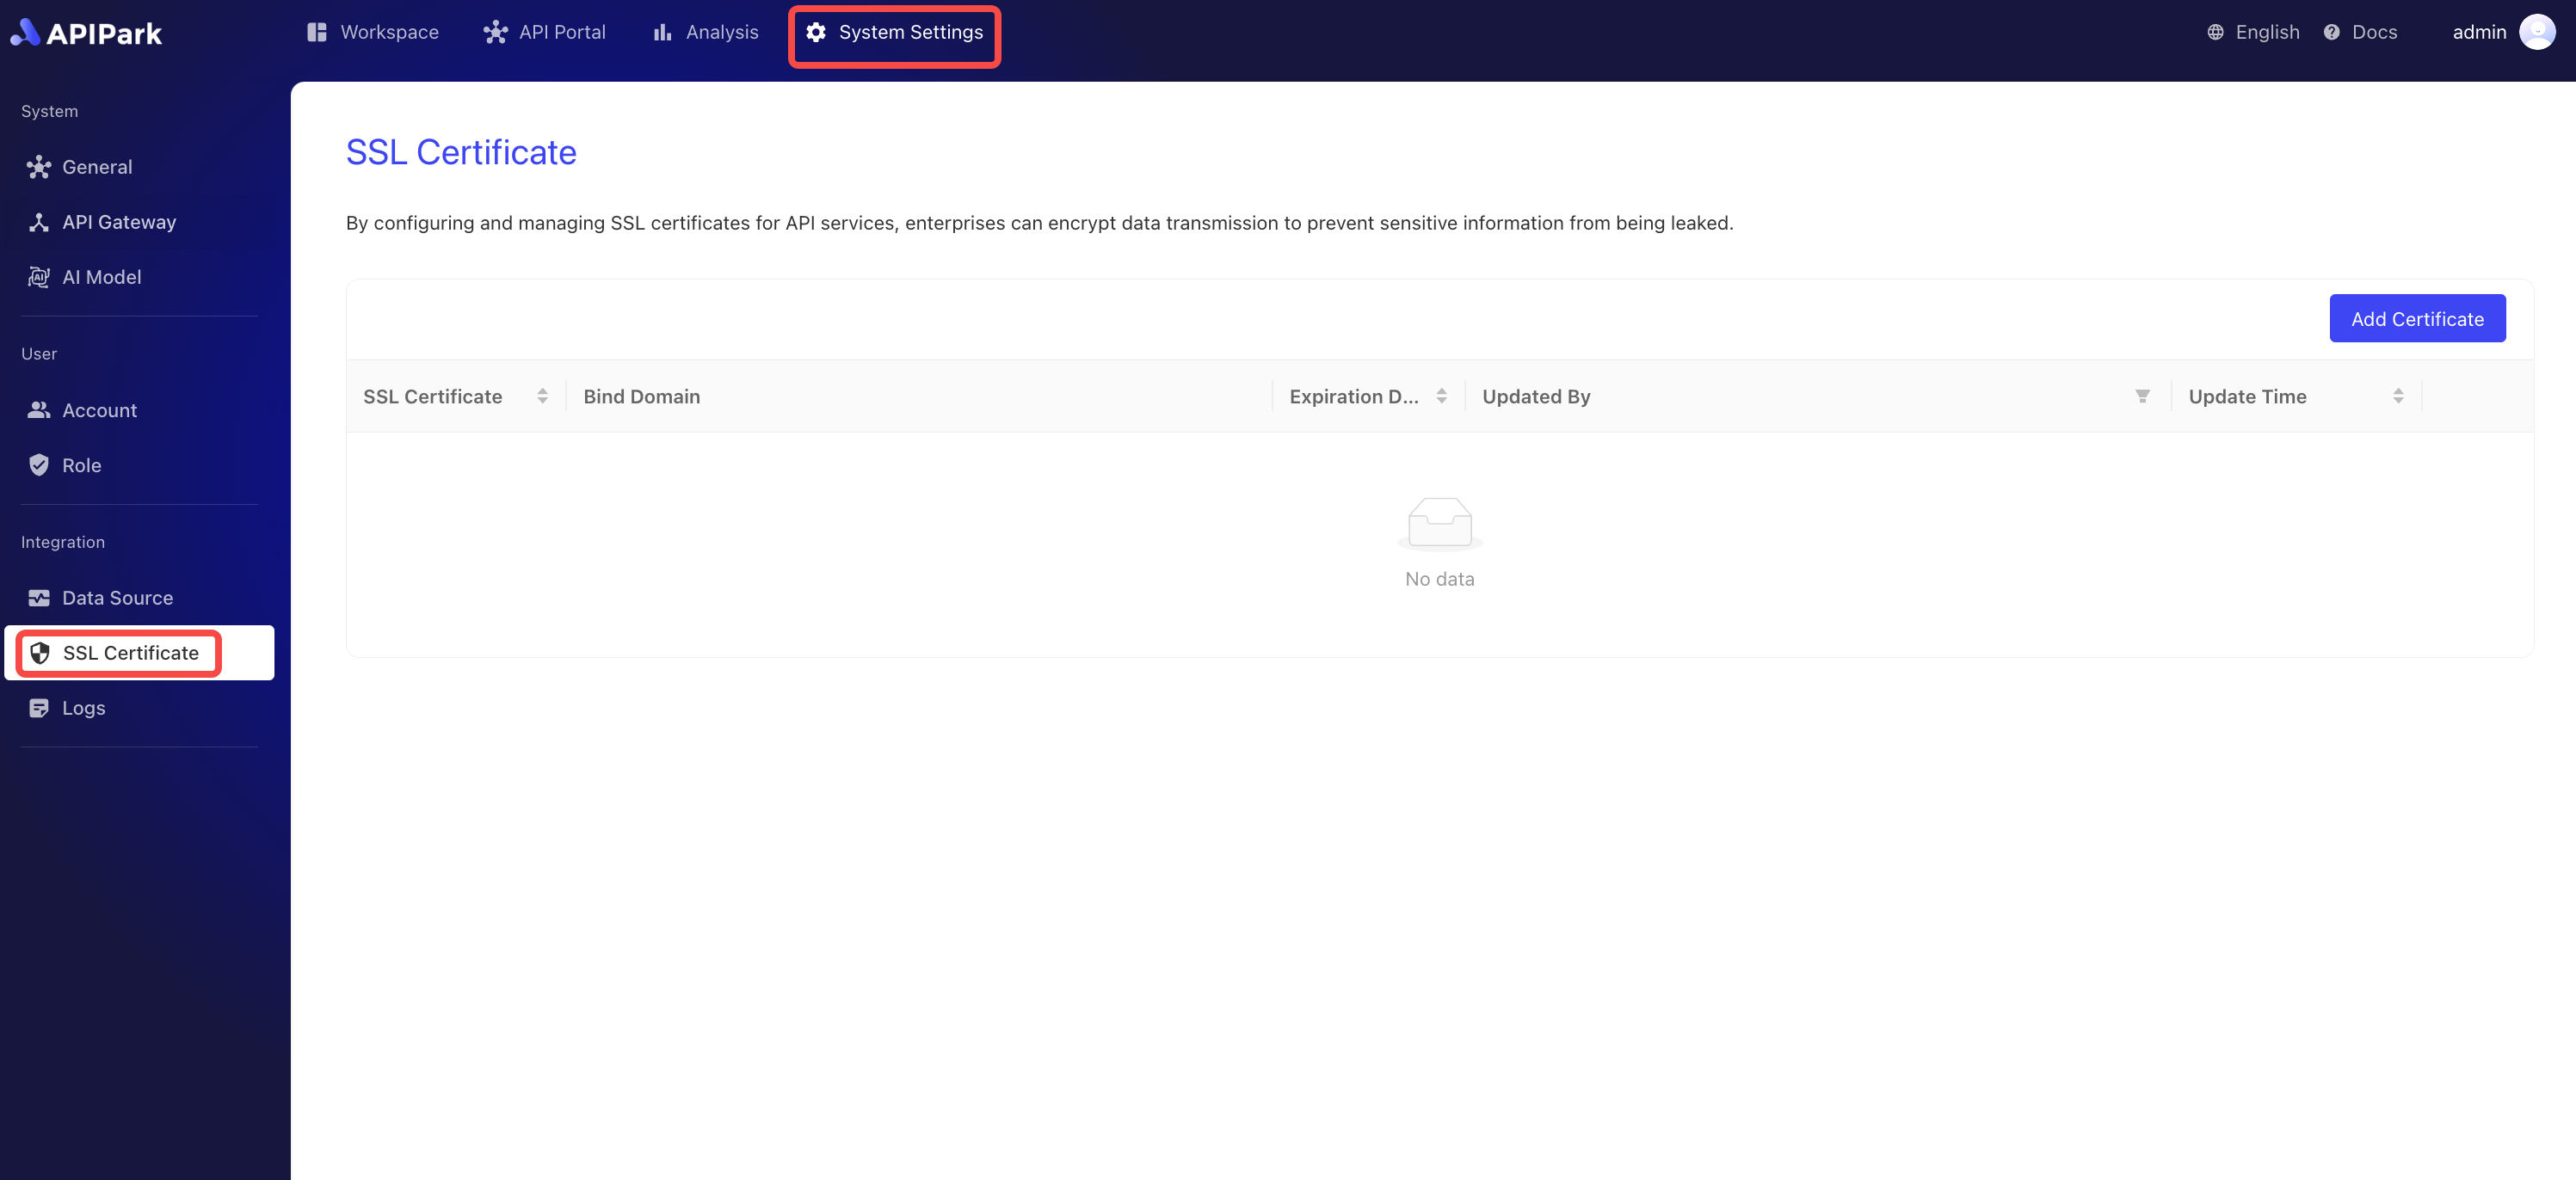 APIPark
Workspace
API Portal
Analysis
System Settings
English
Docs
admin
System
General
API Gateway
AI Model
User
Account
Role
Integration
Data Source
SSL Certificate
Logs
SSL Certificate
By configuring and managing SSL certificates for API services, enterprises can encrypt data transmission to prevent sensitive information from being leaked.
Add Certificate
SSL Certificate
Bind Domain
Expiration D...
Updated By
Update Time
No data